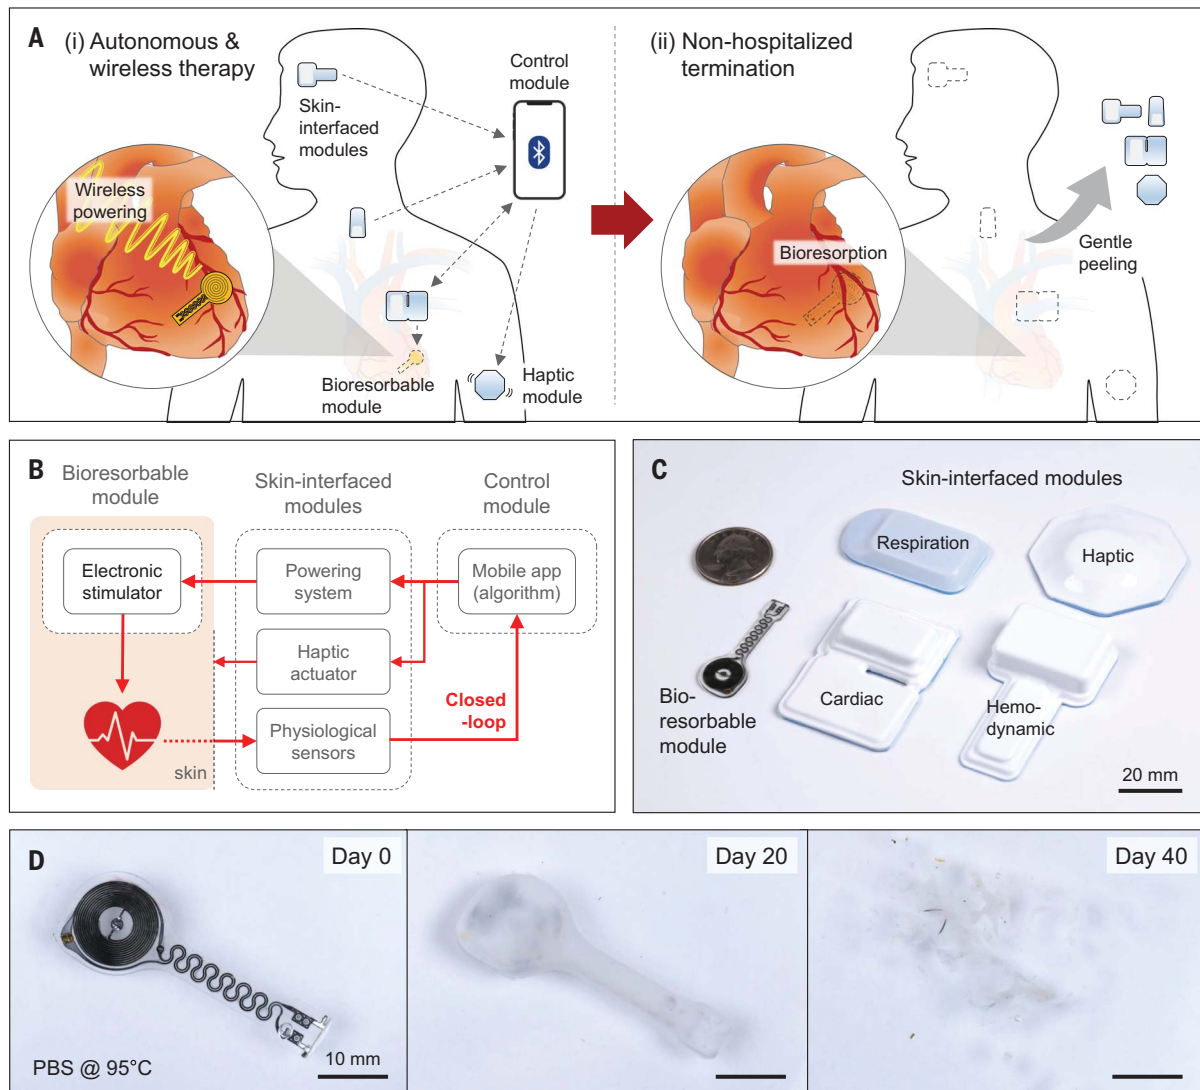 A
(i) Autonomous &
wireless therapy
Skin-
interfaced
modules
Control
module
Wireless
powering
Bioresorbable
module
Haptic
module
(ii) Non-hospitalized
termination
Bioresorption
Gentle
peeling
B
Bioresorbable
module
Skin-interfaced
modules
Control
module
Electronic
stimulator
Powering
system
Mobile app
(algorithm)
Haptic
actuator
Closed
-loop
Physiological
sensors
skin
C
Skin-interfaced modules
Respiration
Haptic
Bio-
resorbable
module
Cardiac
Hemo-
dynamic
20 mm
D
Day 0
PBS @ 95°C
10 mm
Day 20
Day 40